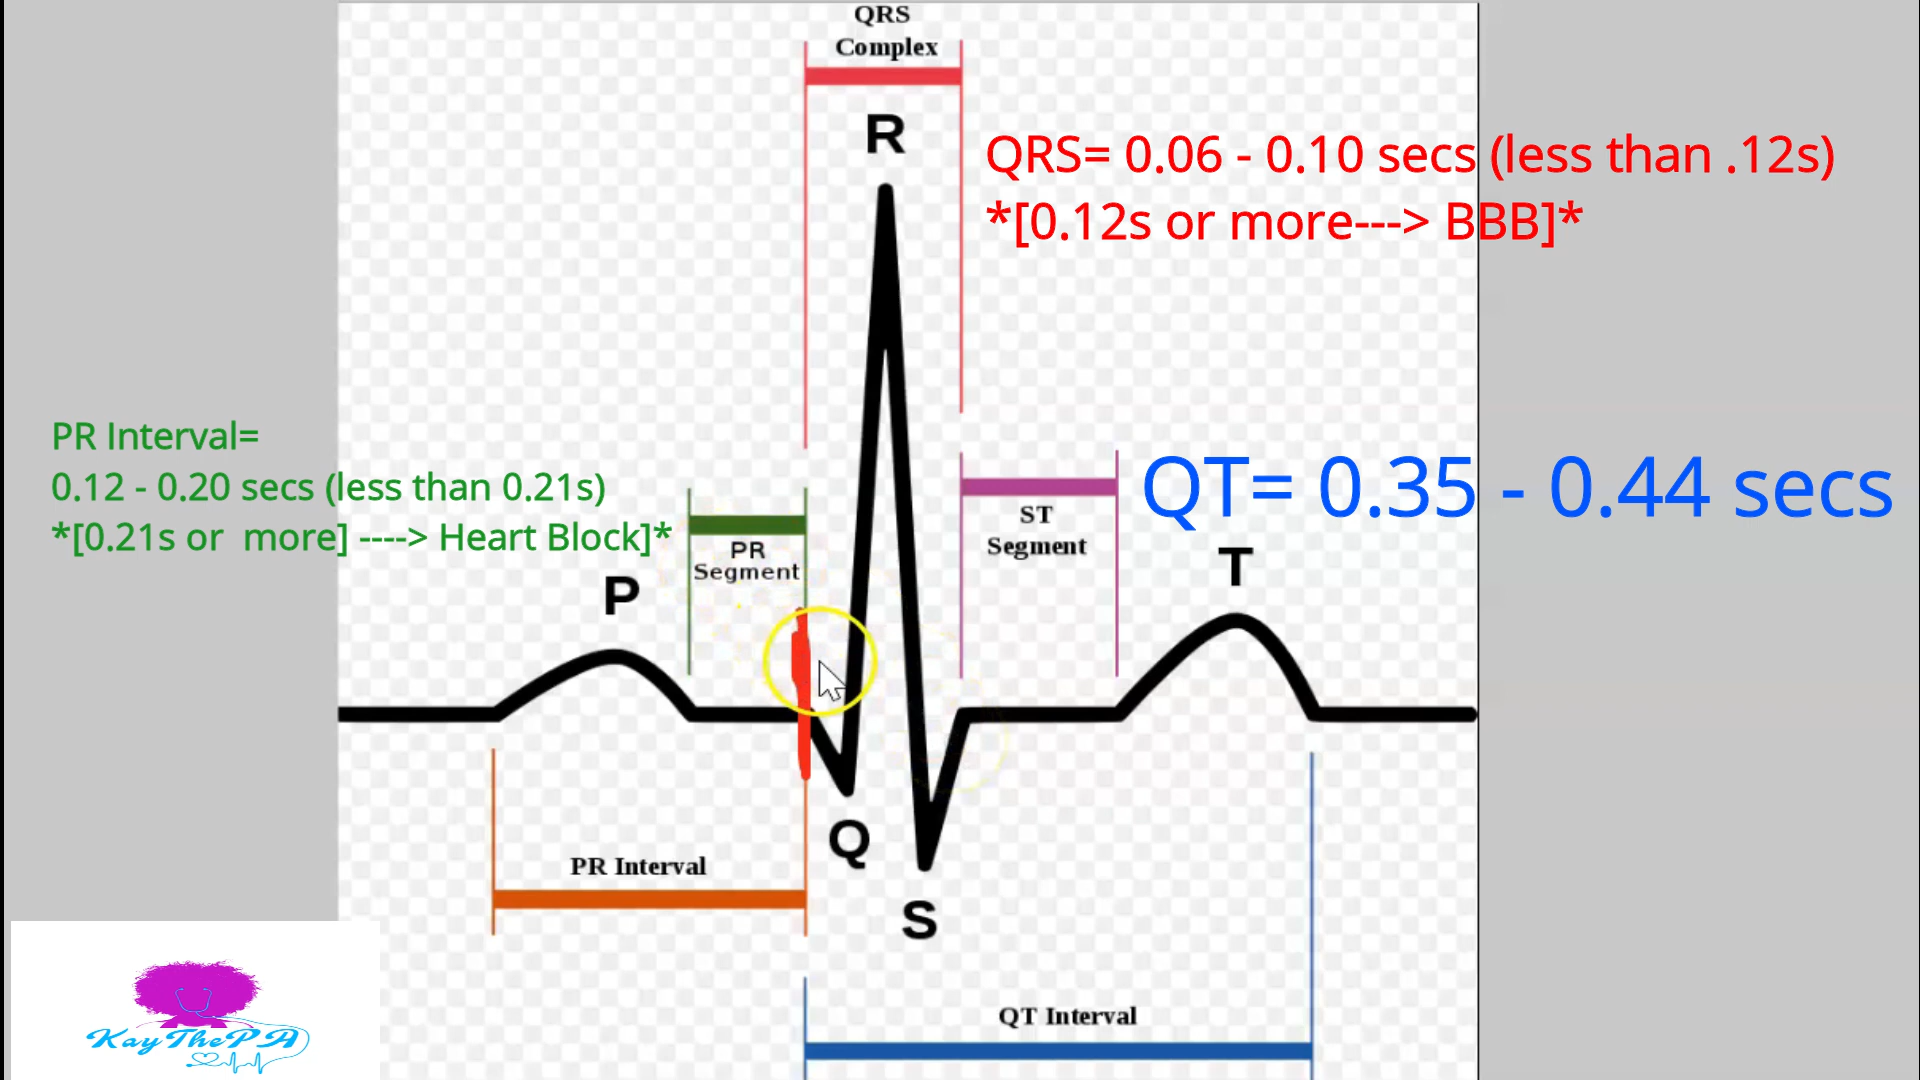 QRS
Complex
R
QRS= 0.06 - 0.10 secs (less than .12s)
*[0.12s or more---> BBB]*
PR Interval=
0.12 - 0.20 secs (less than 0.21s)
*[0.21s or  more] ----> Heart Block]*
PR
Segment
P
ST
Segment
QT= 0.35 - 0.44 secs
T
Q
PR Interval
S
QT Interval
KayThePA